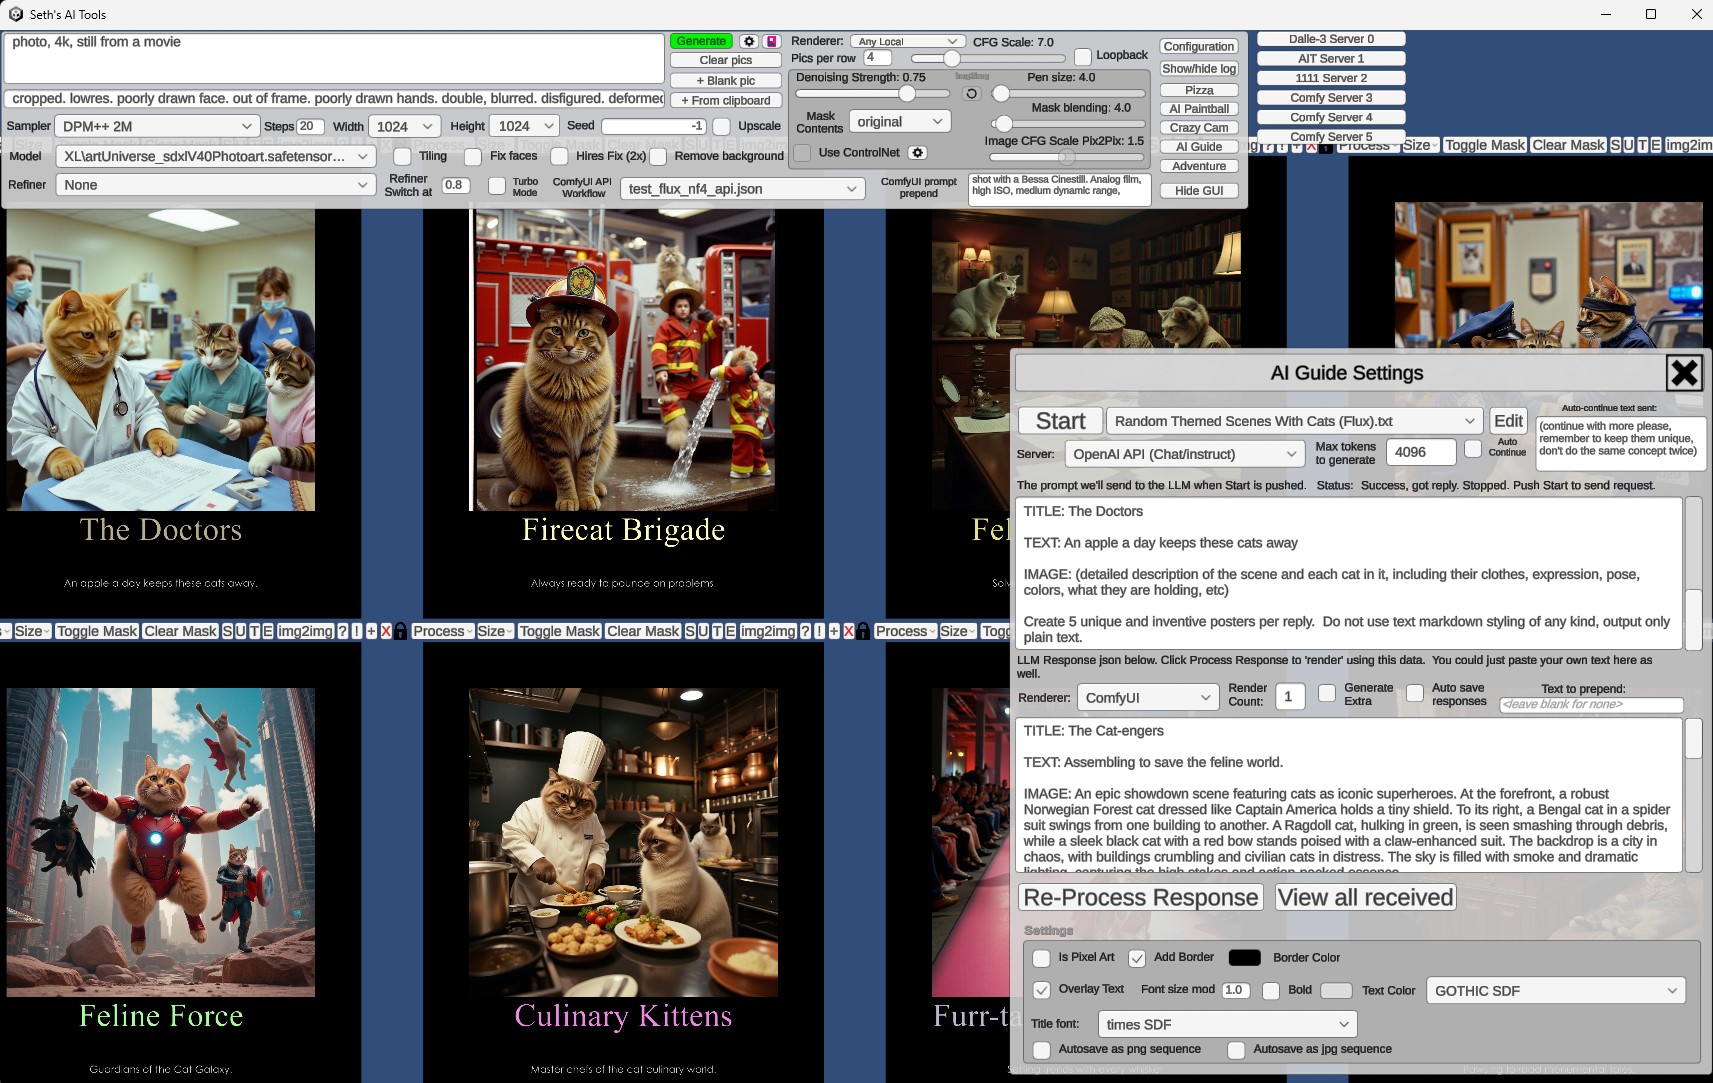 Seth's AI Tools
photo, 4k, still from a movie
cropped. lowres. poorly drawn face. out of frame. poorly drawn hands. double, blurred. disfigured. deformed
Generate
Clear pics
+ Blank pic
+ From clipboard
Renderer: Any Local CFG Scale: 7.0
Pics per row 4 Loopback
Denoising Strength: 0.75 Pen size: 4.0
Mask blending: 4.0
Mask Contents original
Image CFG Scale Pix2Pix: 1.5
Use ControlNet
Configuration
Show/hide log
Pizza
AI Paintball
Crazy Cam
AI Guide
Adventure
Hide GUI
Dalle-3 Server 0
AIT Server 1
1111 Server 2
Comfy Server 3
Comfy Server 4
Comfy Server 5
Sampler DPM++ 2M Steps 20 Width 1024 Height 1024 Seed -1 Upscale
Model XL\artUniverse_sdxlV40Photoart.safetensor... Tiling Fix faces Hires Fix (2x) Remove background
Refiner None Refiner Switch at 0.8 Turbo Mode ComfyUI API Workflow test_flux_nf4_api.json ComfyUI prompt prepend
shot with a Bessa Cinestill. Analog film,
high ISO, medium dynamic range,
Process Size Toggle Mask Clear Mask S U T E img2im
The Doctors
An apple a day keeps these cats away.
Firecat Brigade
Always ready to pounce on problems.
Fel
Solv
Size Toggle Mask Clear Mask S U T E img2img ? ! + X Process Size Toggle Mask Clear Mask S U T E img2img ? ! + X Process Size Togg
Feline Force
Guardians of the Cat Galaxy.
Culinary Kittens
Master chefs of the cat culinary world.
Furr-ta
Setting trends with every whisker.
Pawsing to read monumental tales.
AI Guide Settings
Start Random Themed Scenes With Cats (Flux).txt Edit
Auto-continue text sent:
(continue with more please,
remember to keep them unique,
don't do the same concept twice)
Server: OpenAI API (Chat/instruct) Max tokens to generate 4096 Auto Continue
The prompt we'll send to the LLM when Start is pushed. Status: Success, got reply. Stopped. Push Start to send request.
TITLE: The Doctors
TEXT: An apple a day keeps these cats away
IMAGE: (detailed description of the scene and each cat in it, including their clothes, expression, pose,
colors, what they are holding, etc)
Create 5 unique and inventive posters per reply. Do not use text markdown styling of any kind, output only
plain text.
LLM Response json below. Click Process Response to 'render' using this data. You could just paste your own text here as
well.
Renderer: ComfyUI Render Count: 1 Generate Extra Auto save responses Text to prepend:
<leave blank for none>
TITLE: The Cat-engers
TEXT: Assembling to save the feline world.
IMAGE: An epic showdown scene featuring cats as iconic superheroes. At the forefront, a robust
Norwegian Forest cat dressed like Captain America holds a tiny shield. To its right, a Bengal cat in a spider
suit swings from one building to another. A Ragdoll cat, hulking in green, is seen smashing through debris,
while a sleek black cat with a red bow stands poised with a claw-enhanced suit. The backdrop is a city in
chaos, with buildings crumbling and civilian cats in distress. The sky is filled with smoke and dramatic
lighting, capturing the high stakes and action-packed essence.
Re-Process Response View all received
Settings
Is Pixel Art Add Border Border Color
Overlay Text Font size mod 1.0 Bold Text Color GOTHIC SDF
Title font: times SDF
Autosave as png sequence Autosave as jpg sequence